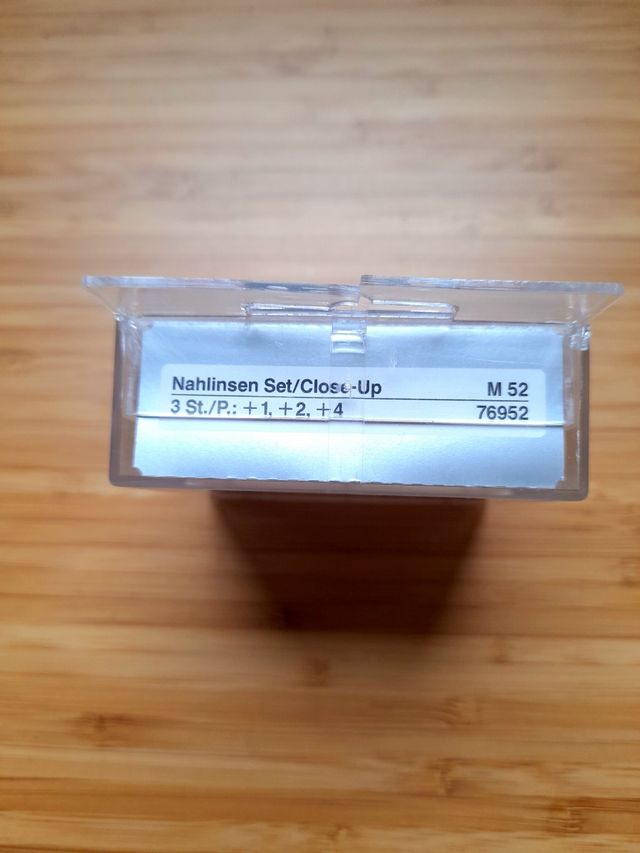 Nahlinsen Set/Close-Up M 52
3 St./P.: +1, +2, +4 76952